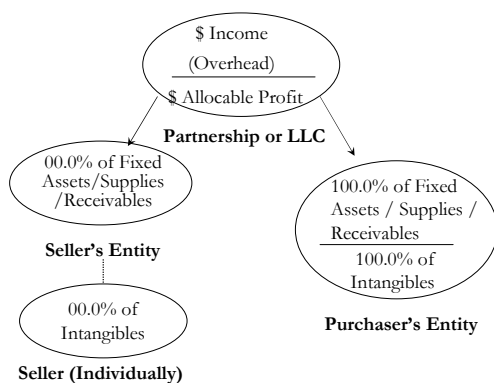 $ Income
(Overhead)
$ Allocable Profit
Partnership or LLC
00.0% of Fixed
Assets/Supplies
/Receivables
Seller's Entity
00.0% of
Intangibles
Seller (Individually)
100.0% of Fixed
Assets / Supplies /
Receivables
100.0% of
Intangibles
Purchaser's Entity